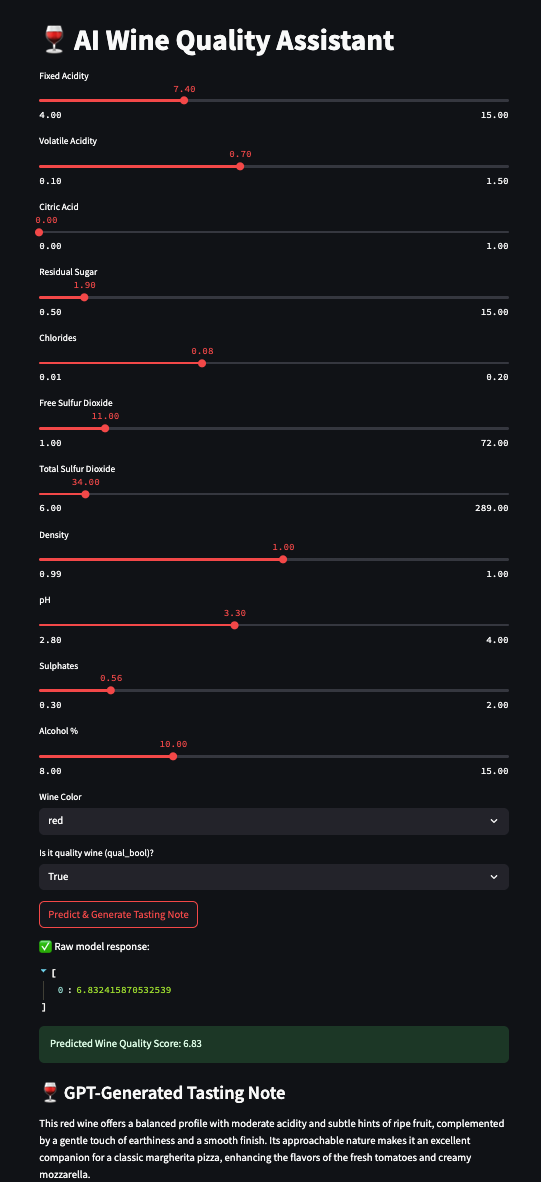 🍷 AI Wine Quality Assistant
Fixed Acidity
7.40
4.00 15.00
Volatile Acidity
0.70
0.10 1.50
Citric Acid
0.00
0.00 1.00
Residual Sugar
1.90
0.50 15.00
Chlorides
0.08
0.01 0.20
Free Sulfur Dioxide
11.00
1.00 72.00
Total Sulfur Dioxide
34.00
6.00 289.00
Density
1.00
0.99 1.00
pH
3.30
2.80 4.00
Sulphates
0.56
0.30 2.00
Alcohol %
10.00
8.00 15.00
Wine Color
red
Is it quality wine (qual_bool)?
True
Predict & Generate Tasting Note
✅ Raw model response:
[
0 : 6.832415870532539
]
Predicted Wine Quality Score: 6.83
🍷 GPT-Generated Tasting Note
This red wine offers a balanced profile with moderate acidity and subtle hints of ripe fruit, complemented
by a gentle touch of earthiness and a smooth finish. Its approachable nature makes it an excellent
companion for a classic margherita pizza, enhancing the flavors of the fresh tomatoes and creamy
mozzarella.